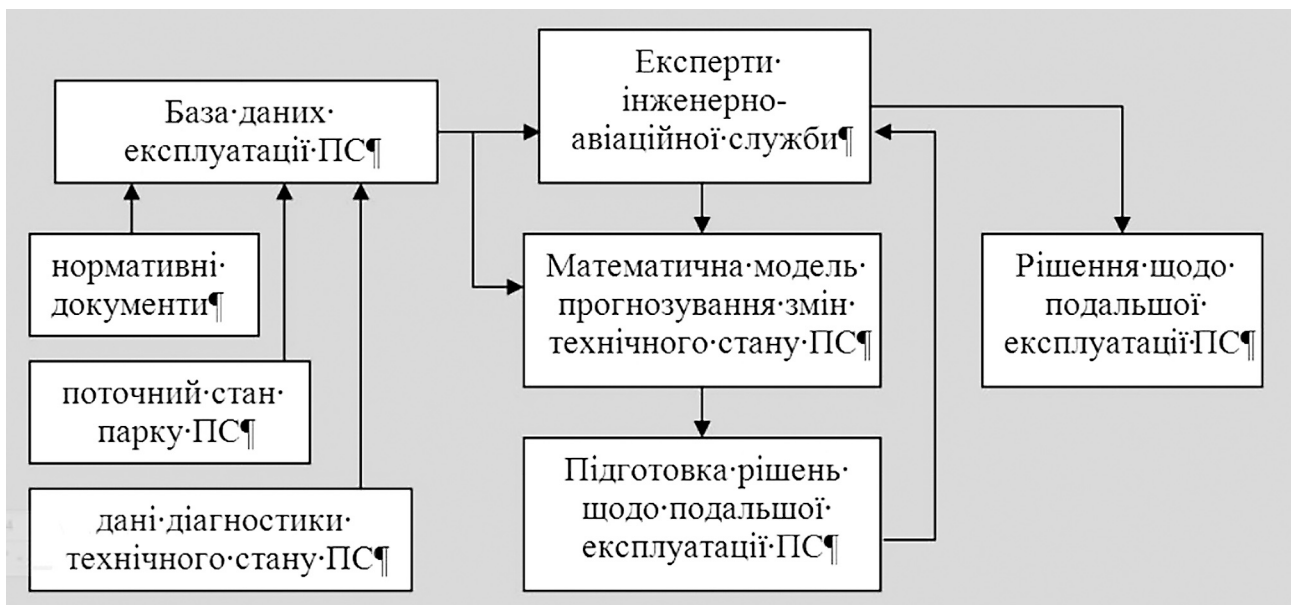 База·даних·
експлуатації·ПС¶
нормативні·
документи¶
поточний·стан·
парку·ПС¶
дані·діагностики·
технічного·стану·ПС¶
Експерти·
інженерно-
авіаційної·служби¶
Математична·модель·
прогнозування·змін·
технічного·стану·ПС¶
Підготовка·рішень·
щодо·подальшої·
експлуатації·ПС¶
Рішення·щодо·
подальшої·
експлуатації·ПС¶